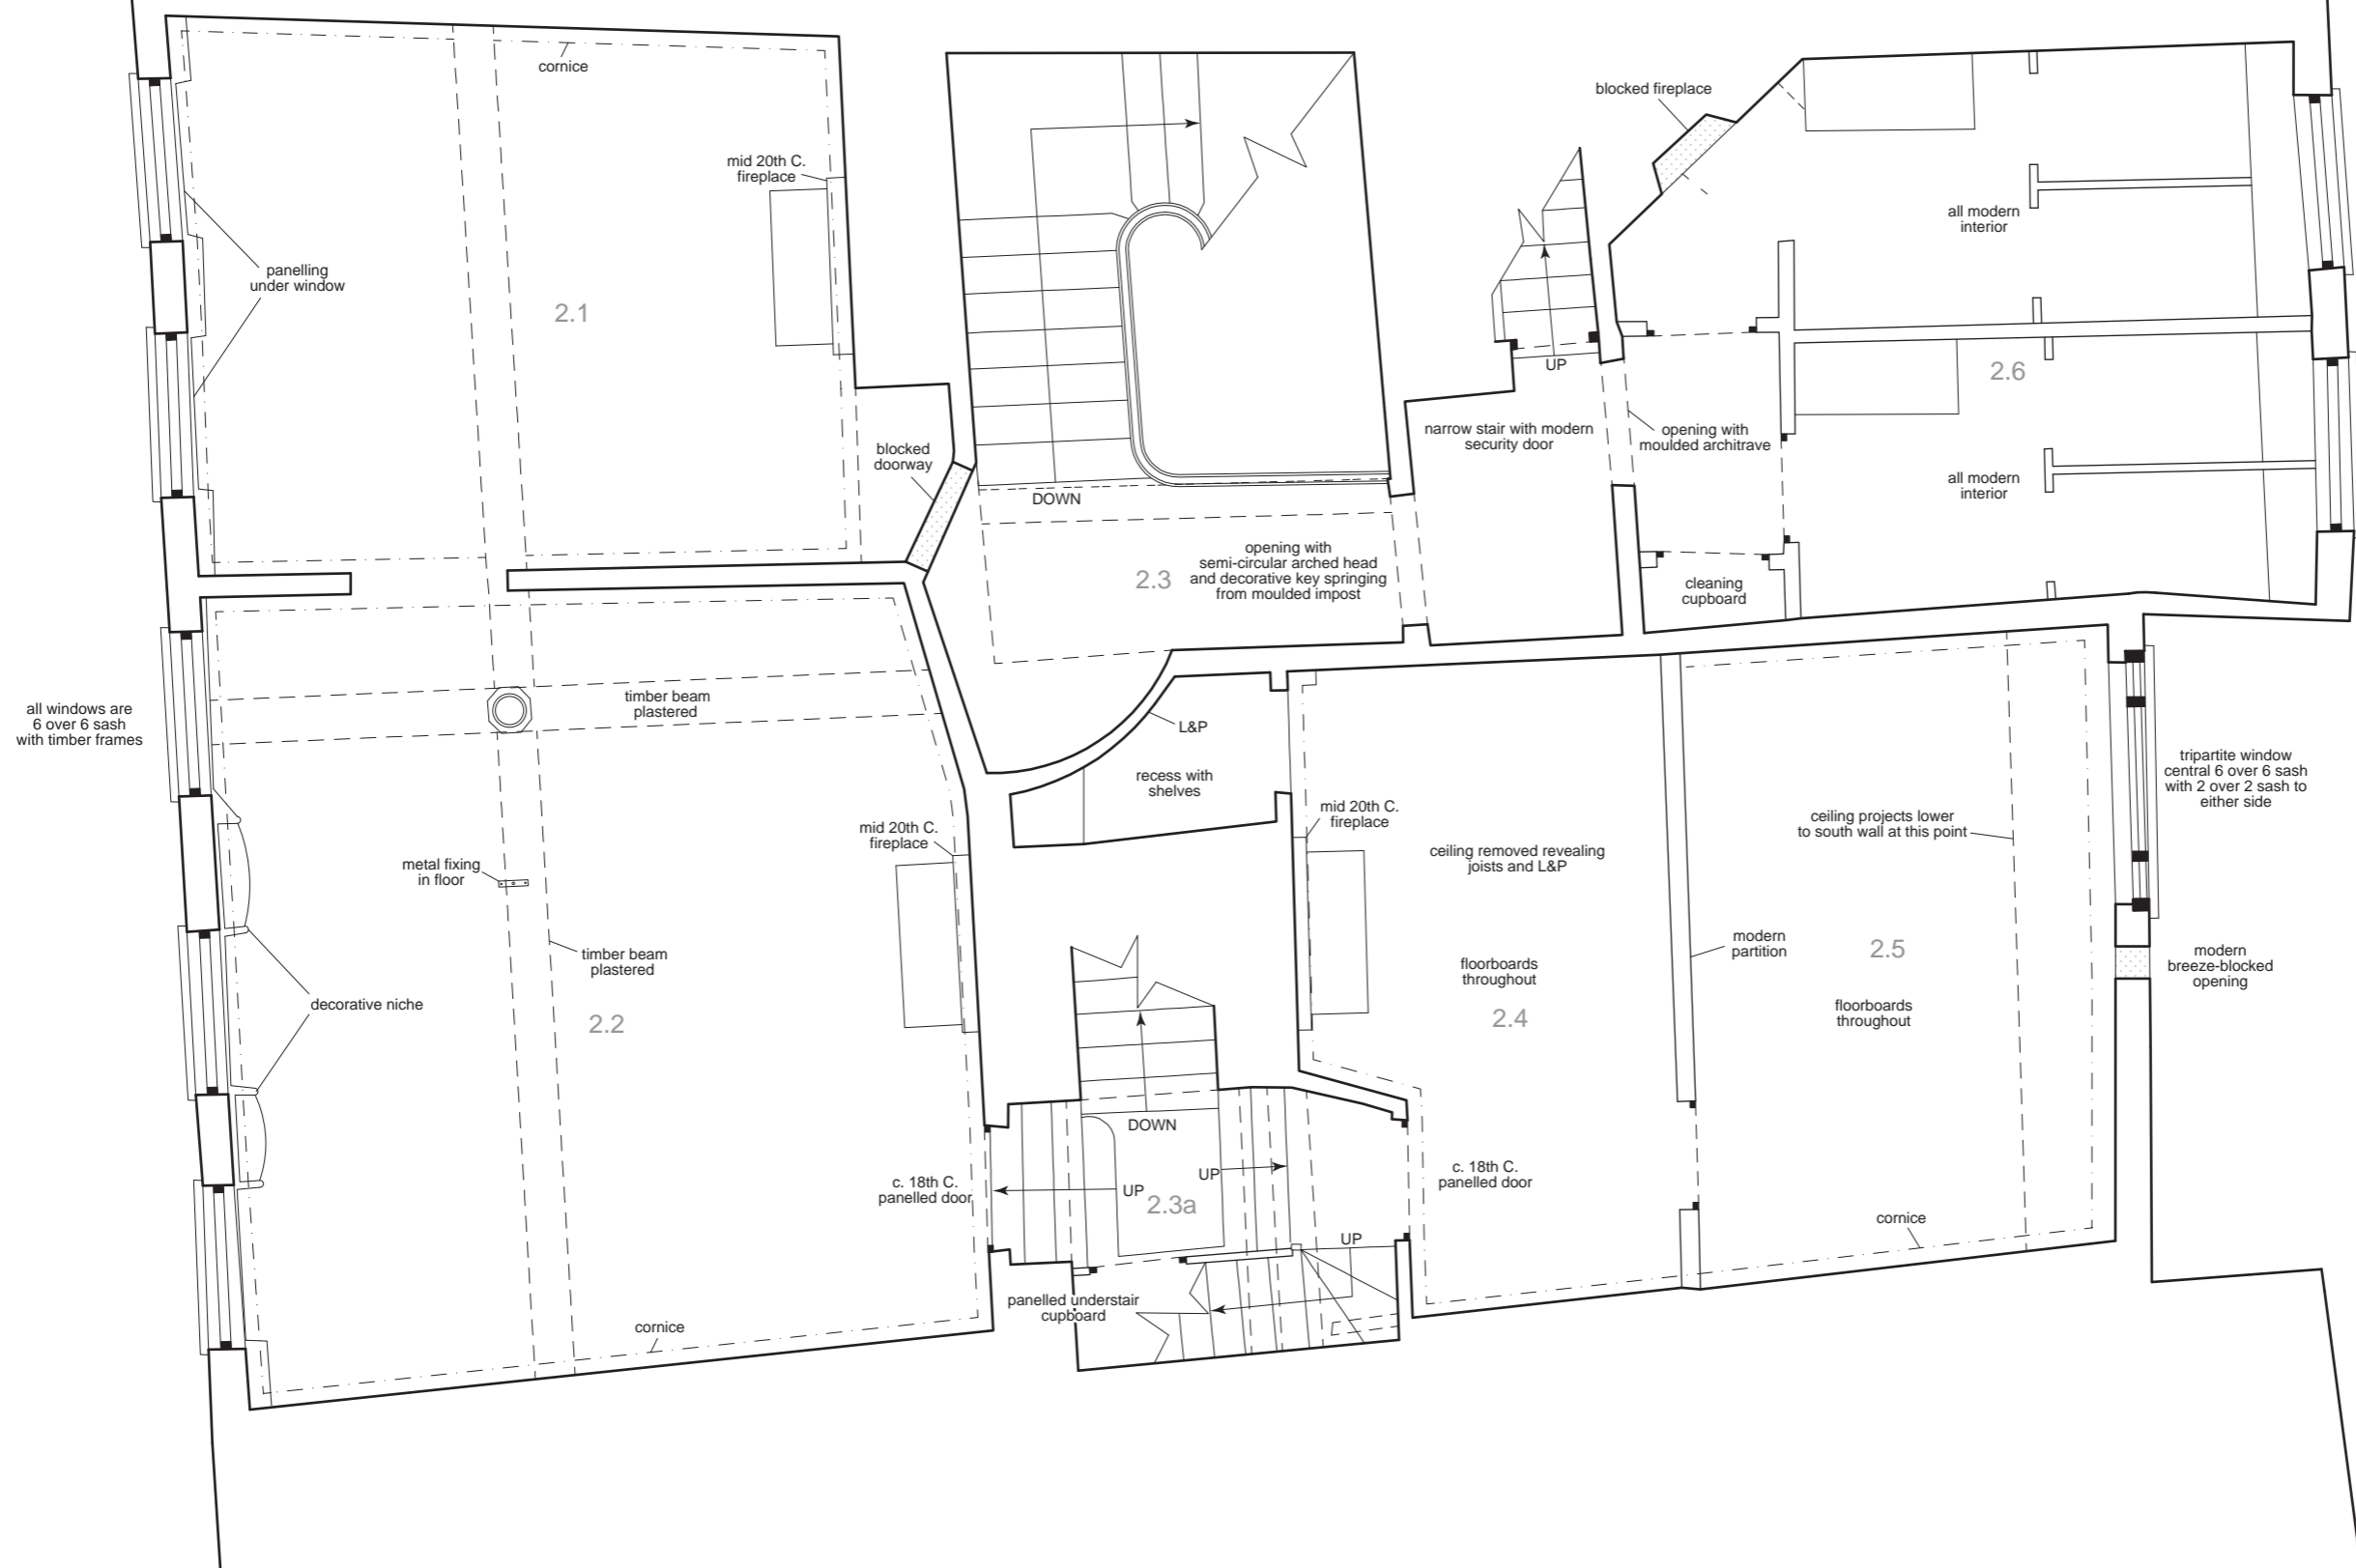 cornice
mid 20th C.
fireplace
panelling
under window
2.1
blocked
doorway
DOWN
opening with
semi-circular arched head
and decorative key springing
from moulded impost
2.3
blocked fireplace
UP
narrow stair with modern
security door
opening with
moulded architrave
all modern
interior
2.6
all modern
interior
cleaning
cupboard
all windows are
6 over 6 sash
with timber frames
timber beam
plastered
L&P
recess with
shelves
mid 20th C.
fireplace
metal fixing
in floor
timber beam
plastered
decorative niche
2.2
mid 20th C.
fireplace
ceiling removed revealing
joists and L&P
floorboards
throughout
2.4
modern
partition
ceiling projects lower
to south wall at this point
2.5
floorboards
throughout
tripartite window
central 6 over 6 sash
with 2 over 2 sash to
either side
modern
breeze-blocked
opening
DOWN
c. 18th C.
panelled door
UP
UP
2.3a
c. 18th C.
panelled door
UP
panelled understair
cupboard
cornice
cornice